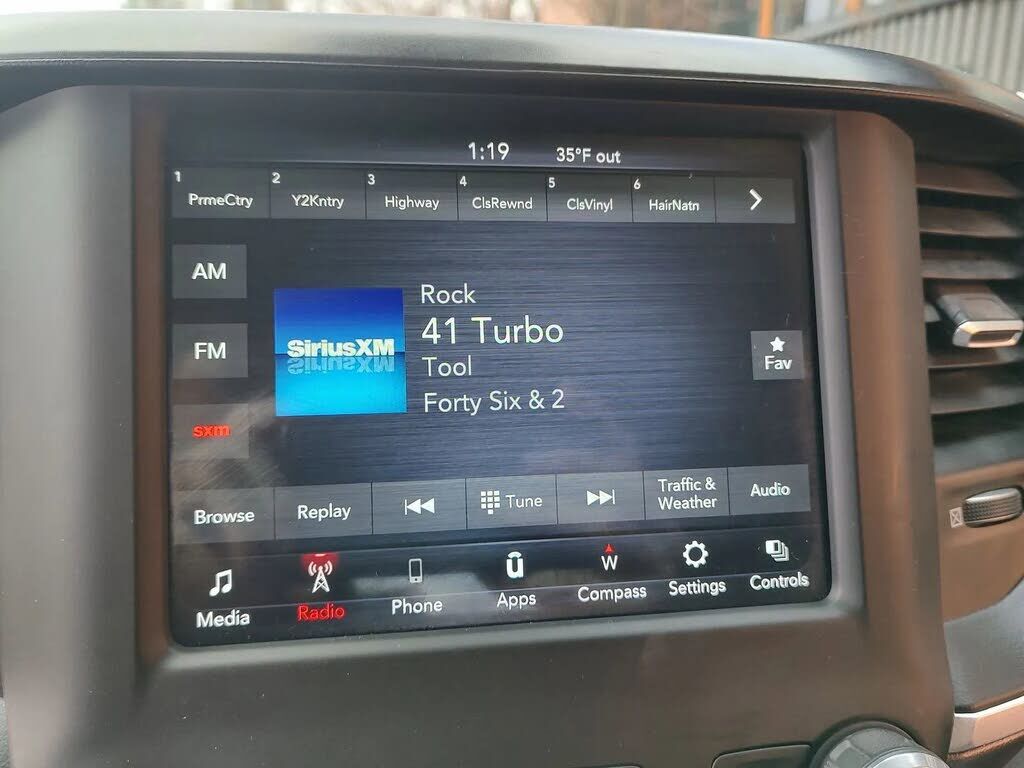 1:19 35°F out
1 PrmeCtry 2 Y2Kntry 3 Highway 4 ClsRewnd 5 ClsVinyl 6 HairNatn
AM
FM
sxm
SiriusXM
Rock
41 Turbo
Tool
Forty Six & 2
Fav
Browse Replay Tune Traffic & Weather Audio
W
Media Radio Phone Apps Compass Settings Controls